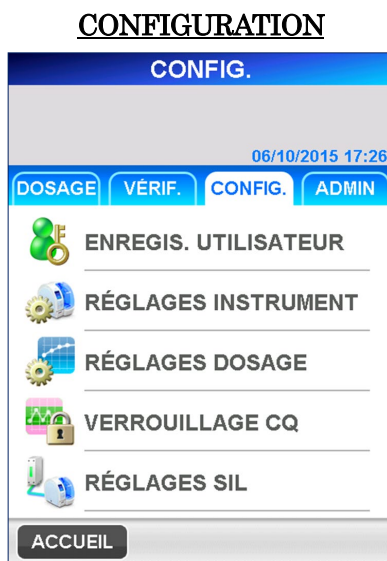 CONFIGURATION
CONFIG.
06/10/2015 17:26
DOSAGE VÉRIF. CONFIG. ADMIN
ENREGIS. UTILISATEUR
RÉGLAGES INSTRUMENT
RÉGLAGES DOSAGE
VERROUILLAGE CQ
RÉGLAGES SIL
ACCUEIL